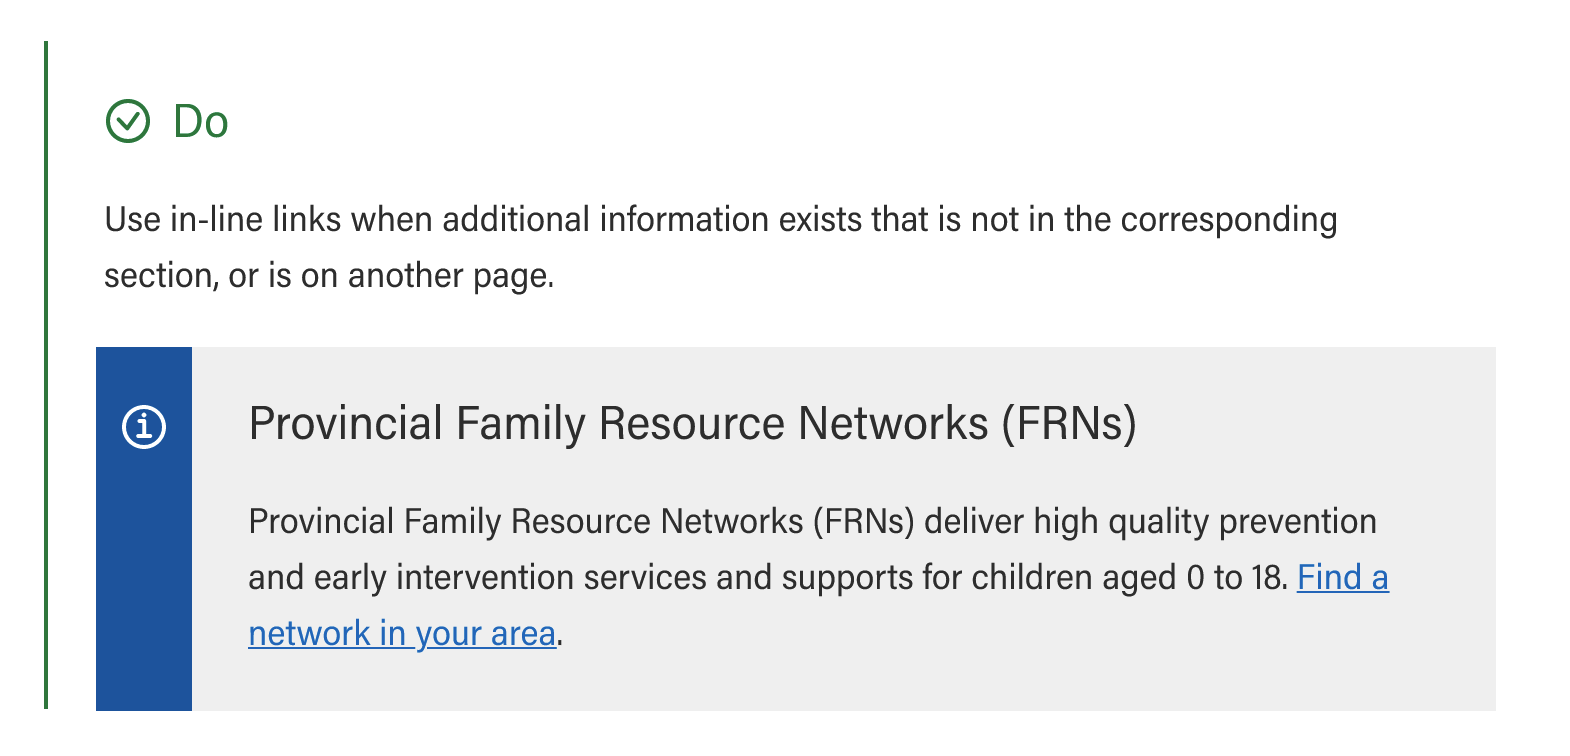 Do
Use in-line links when additional information exists that is not in the corresponding
section, or is on another page.
Provincial Family Resource Networks (FRNs)
Provincial Family Resource Networks (FRNs) deliver high quality prevention
and early intervention services and supports for children aged 0 to 18. Find a
network in your area.